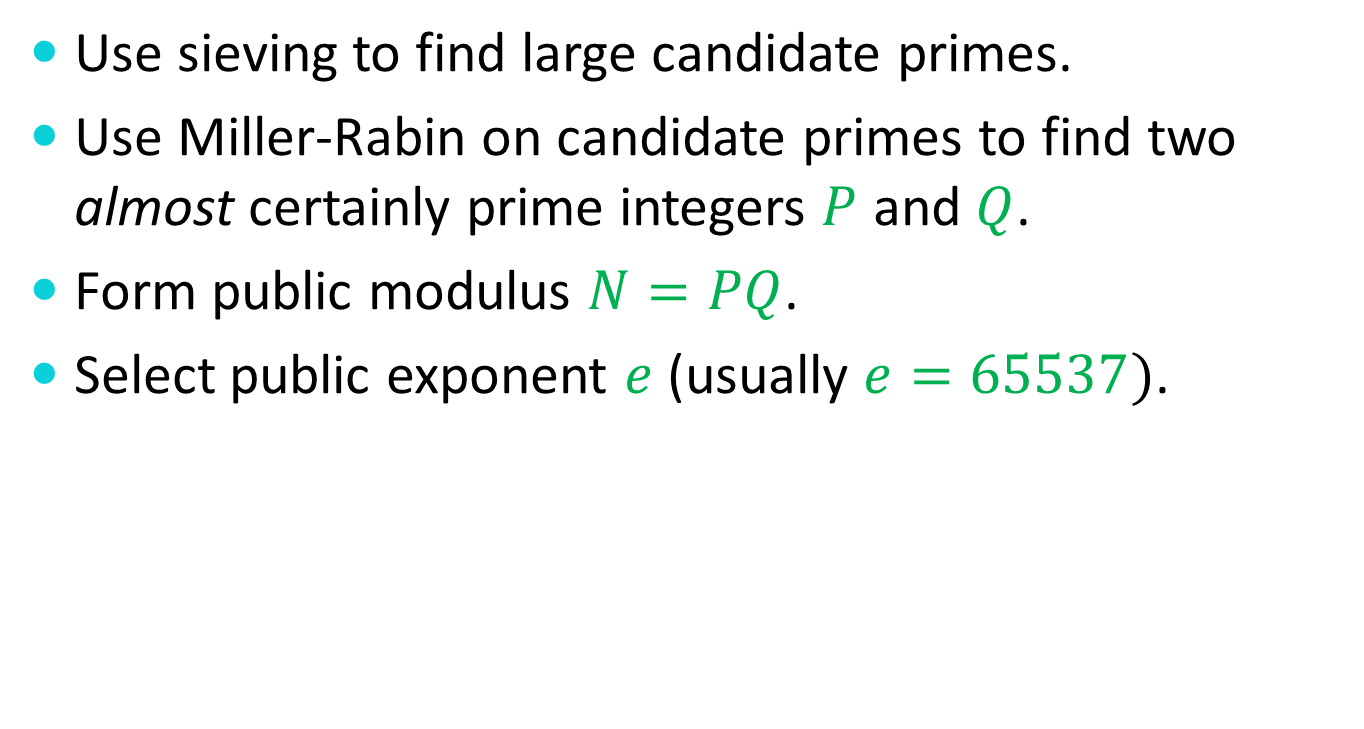 • Use sieving to find large candidate primes.
• Use Miller-Rabin on candidate primes to find two
almost certainly prime integers P and Q.
• Form public modulus N = PQ.
• Select public exponent e (usually e = 65537).